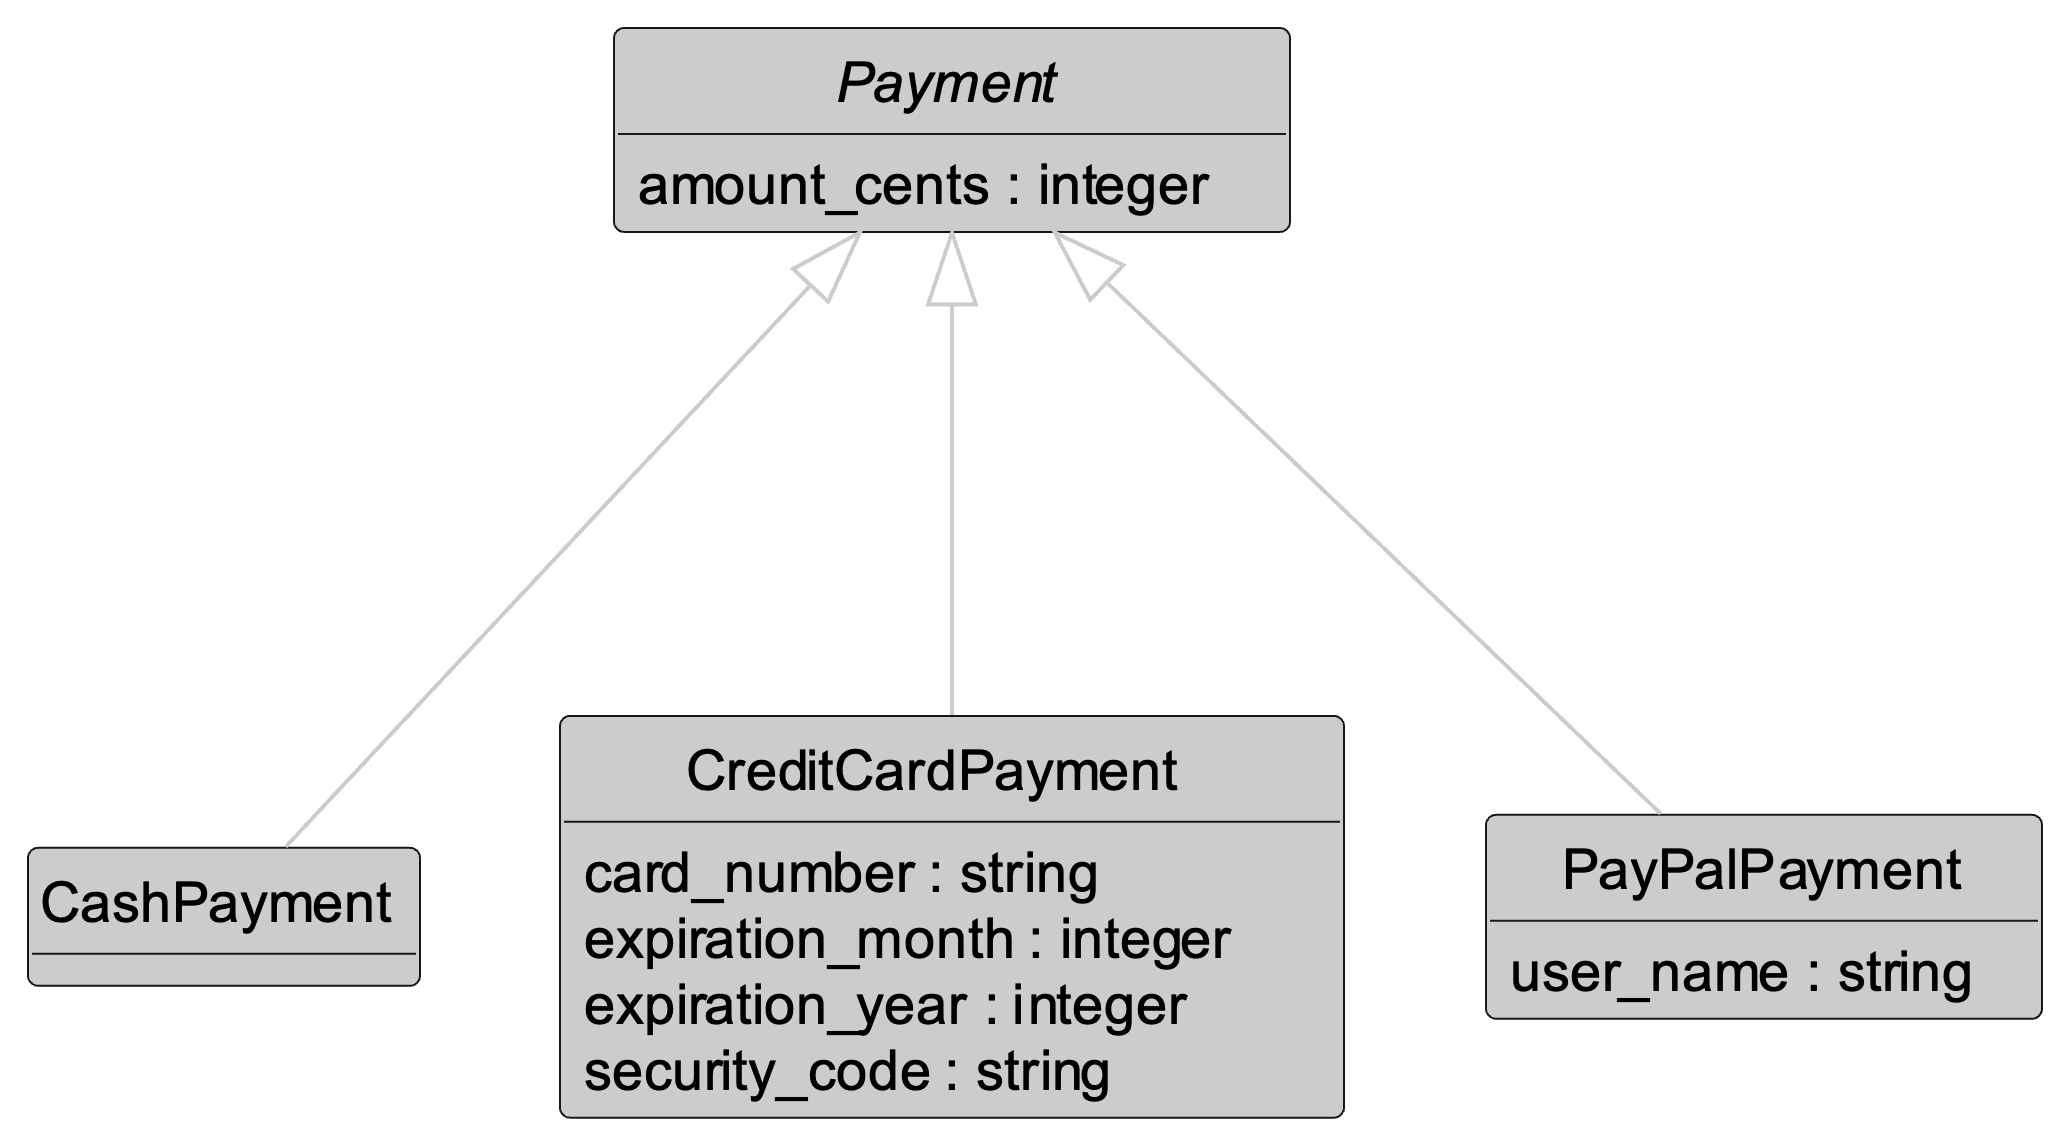 Payment
amount_cents : integer
CashPayment
CreditCardPayment
card_number : string
expiration_month : integer
expiration_year : integer
security_code : string
PayPalPayment
user_name : string